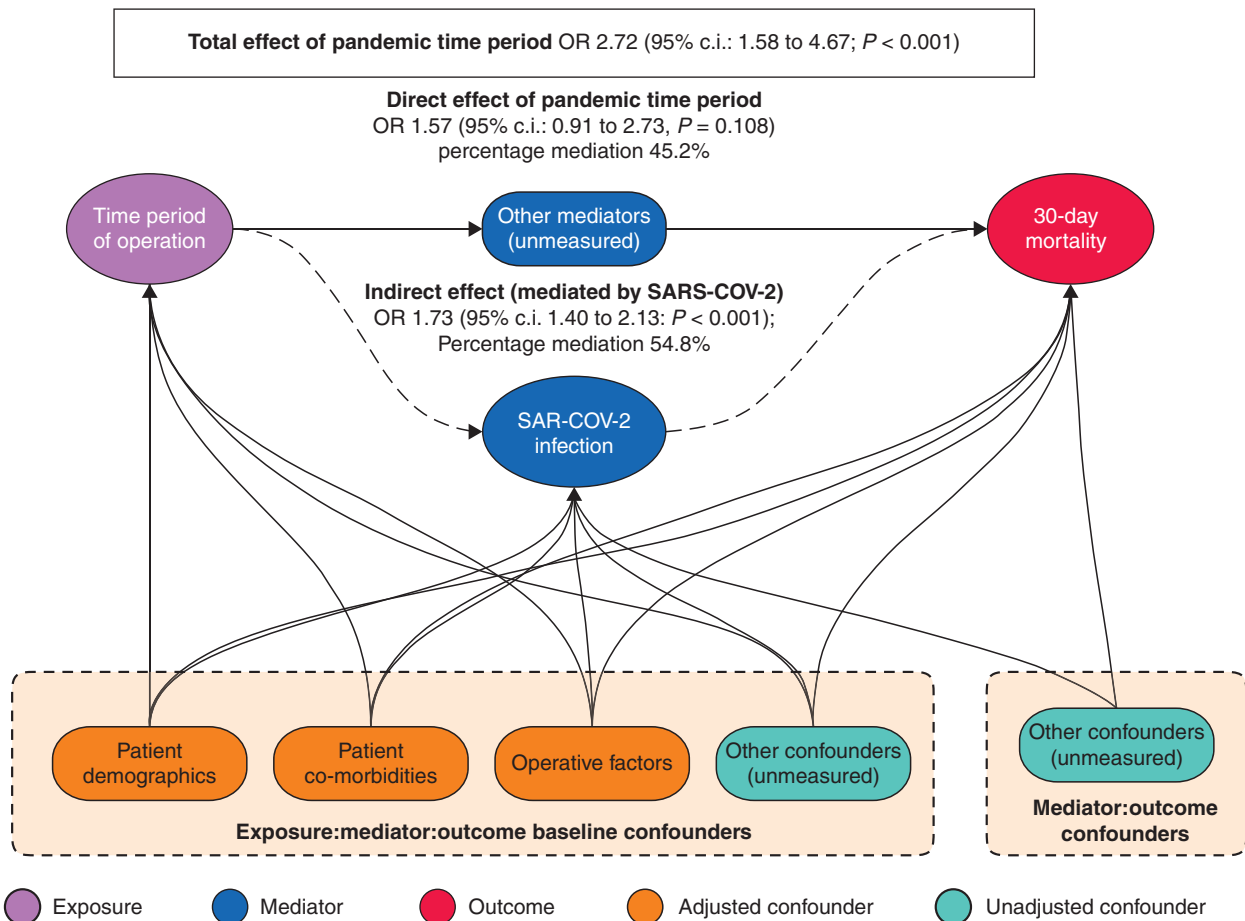 Total effect of pandemic time period OR 2.72 (95% c.i.: 1.58 to 4.67; P < 0.001)
Direct effect of pandemic time period
OR 1.57 (95% c.i.: 0.91 to 2.73, P = 0.108)
percentage mediation 45.2%
Time period
of operation
Other mediators
(unmeasured)
30-day
mortality
Indirect effect (mediated by SARS-COV-2)
OR 1.73 (95% c.i. 1.40 to 2.13: P < 0.001);
Percentage mediation 54.8%
SAR-COV-2
infection
Patient
demographics
Patient
co-morbidities
Operative factors
Other confounders
(unmeasured)
Exposure:mediator:outcome baseline confounders
Other confounders
(unmeasured)
Mediator:outcome
confounders
Exposure
Mediator
Outcome
Adjusted confounder
Unadjusted confounder